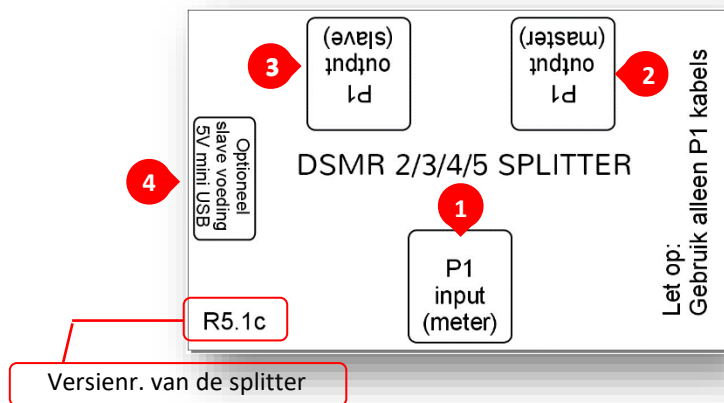 3
P1
output
(slave)
P1
output
(master)
2
4
Optioneel
slave voeding
5V mini USB
DSMR 2/3/4/5 SPLITTER
1
P1
input
(meter)
Let op:
Gebruik alleen P1 kabels
R5.1c
Versienr. van de splitter